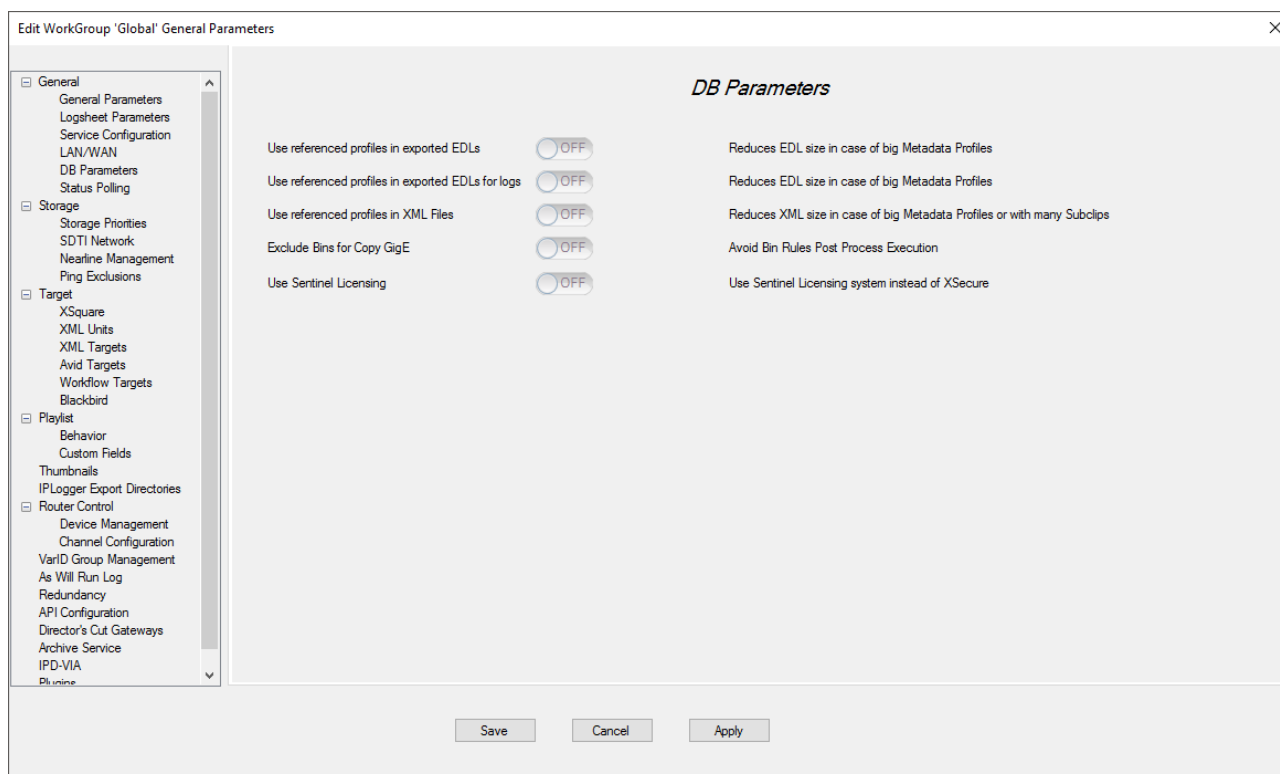 Edit WorkGroup 'Global' General Parameters
General
General Parameters
Logsheet Parameters
Service Configuration
LAN/WAN
DB Parameters
Status Polling
Storage
Storage Priorities
SDTI Network
Nearline Management
Ping Exclusions
Target
XSquare
XML Units
XML Targets
Avid Targets
Workflow Targets
Blackbird
Playlist
Behavior
Custom Fields
Thumbnails
IPLogger Export Directories
Router Control
Device Management
Channel Configuration
VarID Group Management
As Will Run Log
Redundancy
API Configuration
Director's Cut Gateways
Archive Service
IPD-VIA
Plugins
DB Parameters
Use referenced profiles in exported EDLs OFF Reduces EDL size in case of big Metadata Profiles
Use referenced profiles in exported EDLs for logs OFF Reduces EDL size in case of big Metadata Profiles
Use referenced profiles in XML Files OFF Reduces XML size in case of big Metadata Profiles or with many Subclips
Exclude Bins for Copy GigE OFF Avoid Bin Rules Post Process Execution
Use Sentinel Licensing OFF Use Sentinel Licensing system instead of XSecure
Save Cancel Apply